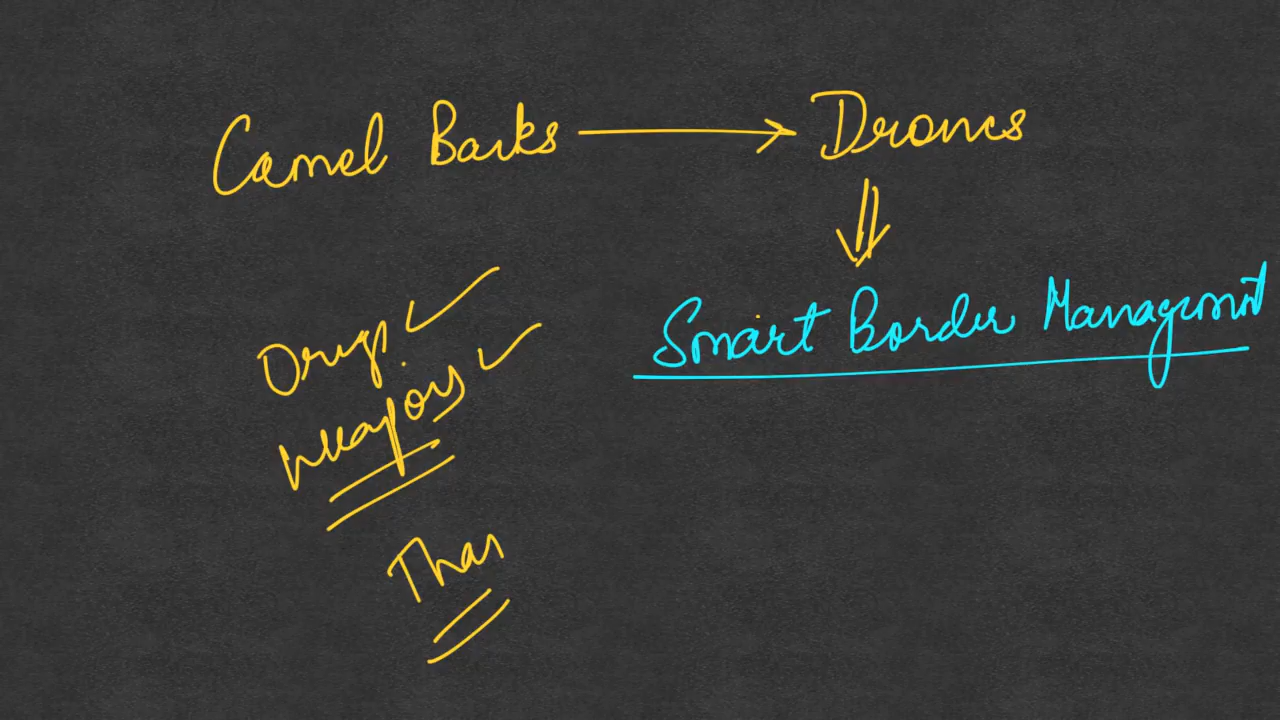 Camel Backs → Drones
⇓
Smart Border Management
Drugs ✓
Weapons ✓
Thar